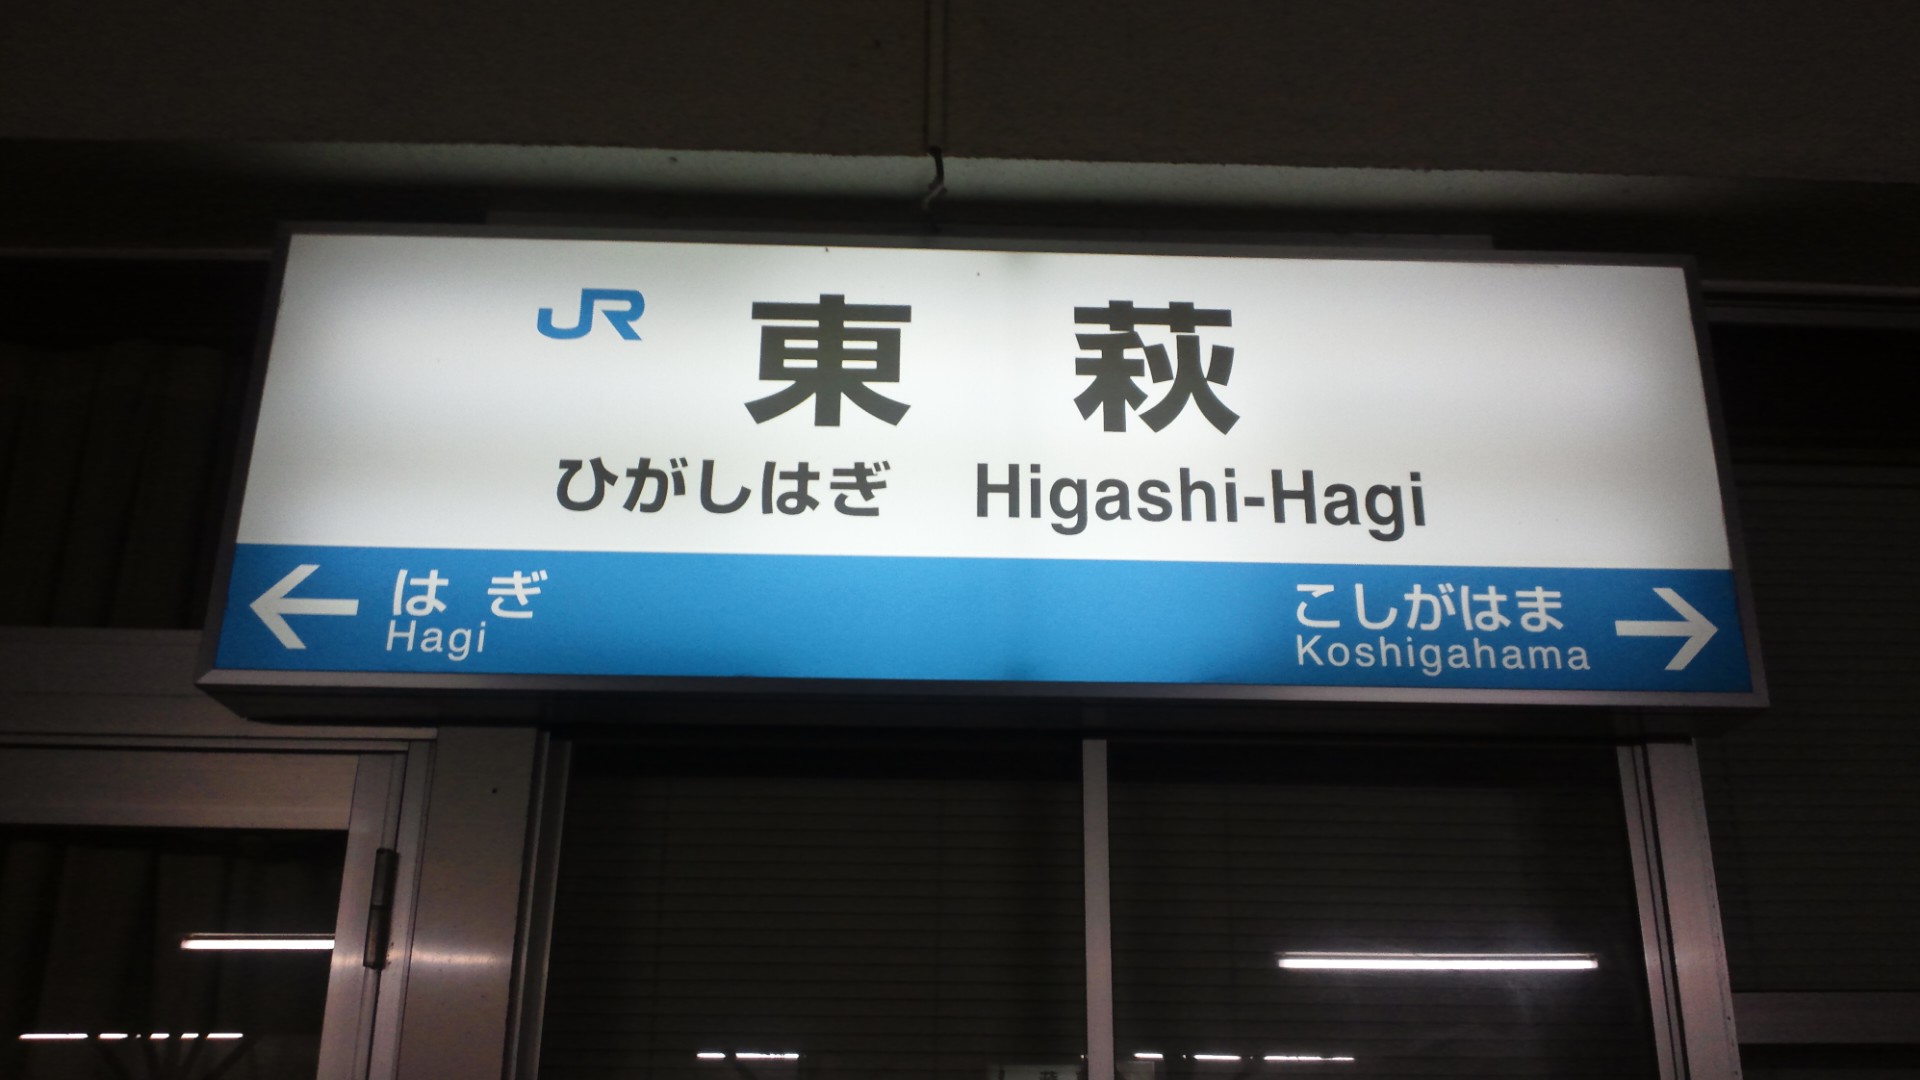 JR 東 萩
ひがしはぎ Higashi-Hagi
← はぎ
Hagi
こしがはま →
Koshigahama